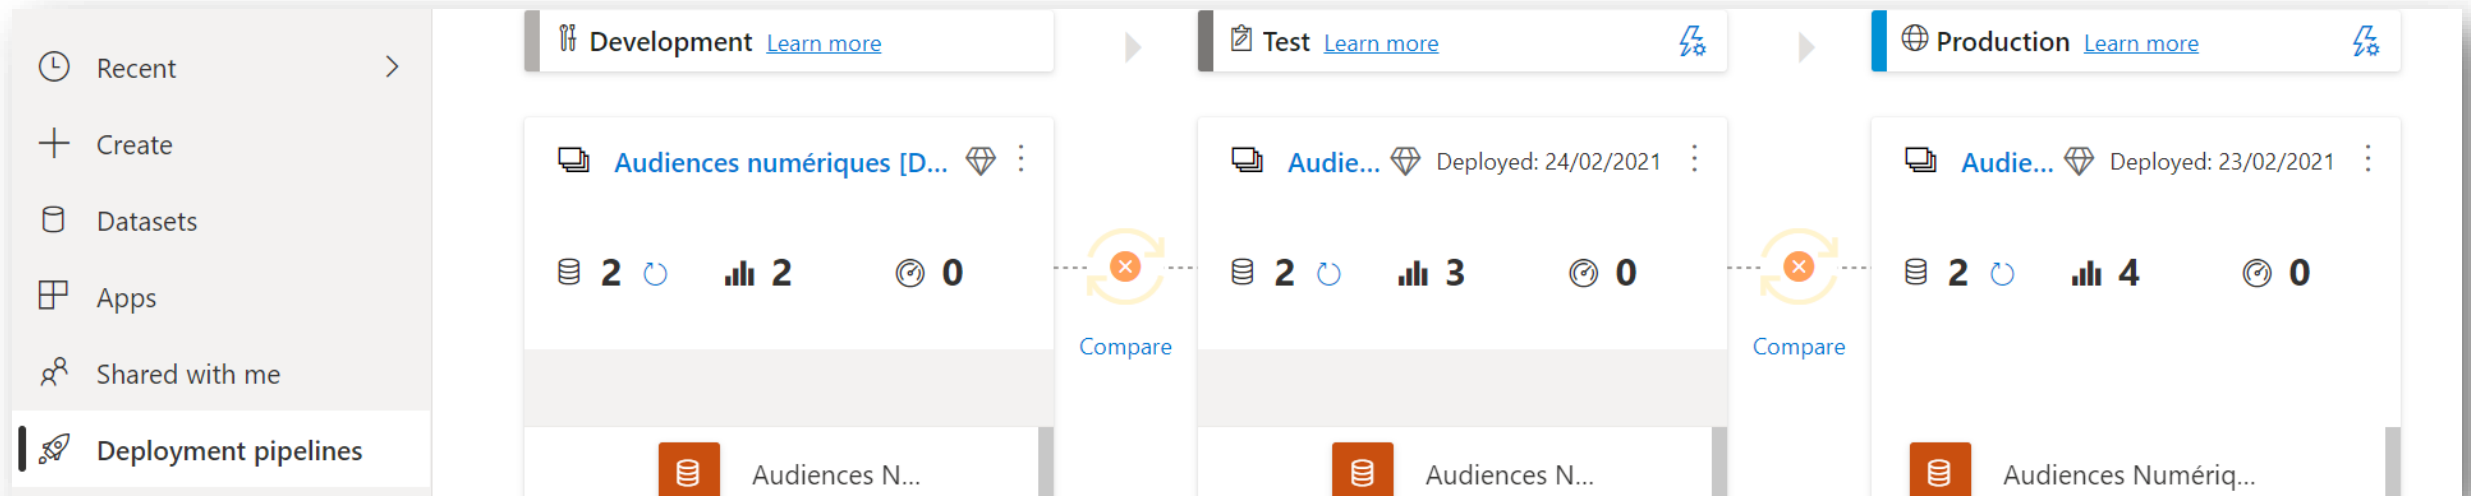 Recent
Create
Datasets
Apps
Shared with me
Deployment pipelines
Development Learn more
Test Learn more
Production Learn more
Audiences numériques [D...
2 2 0
Audiences N...
Compare
Audie... Deployed: 24/02/2021
2 3 0
Audiences N...
Compare
Audie... Deployed: 23/02/2021
2 4 0
Audiences Numériq...